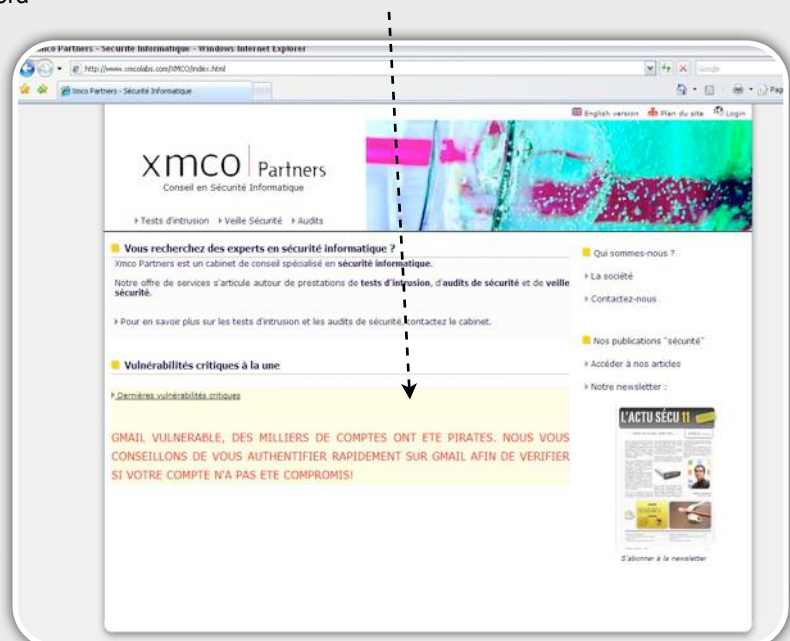 Xmco Partners - Sécurité Informatique - Windows Internet Explorer
http://www.xmcolabs.com/XMCO/index.html
Google
Xmco Partners - Sécurité Informatique
Pag
English version Plan du site Login
xmco Partners
Conseil en Sécurité Informatique
Tests d'intrusion Veille Sécurité Audits
Vous recherchez des experts en sécurité informatique ?
Xmco Partners est un cabinet de conseil spécialisé en sécurité informatique.
Notre offre de services s'articule autour de prestations de tests d'intrusion, d'audits de sécurité et de veille
sécurité.
Pour en savoir plus sur les tests d'intrusion et les audits de sécurité, contactez le cabinet.
Vulnérabilités critiques à la une
Dernières vulnérabilités critiques
GMAIL VULNERABLE, DES MILLIERS DE COMPTES ONT ETE PIRATES. NOUS VOUS
CONSEILLONS DE VOUS AUTHENTIFIER RAPIDEMENT SUR GMAIL AFIN DE VERIFIER
SI VOTRE COMPTE N'A PAS ETE COMPROMIS!
Qui sommes-nous ?
La société
Contactez-nous
Nos publications "sécurité"
Accéder à nos articles
Notre newsletter :
L'ACTU SÉCU 11
S'abonner à la newsletter